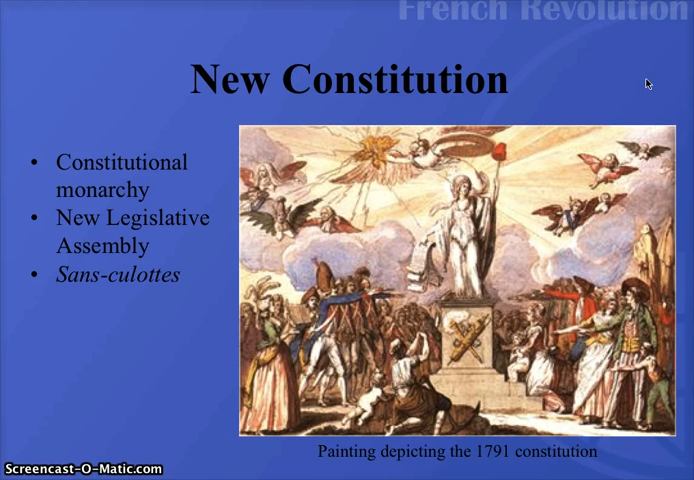 French Revolution
New Constitution
• Constitutional
monarchy
• New Legislative
Assembly
• Sans-culottes
Painting depicting the 1791 constitution
Screencast-O-Matic.com